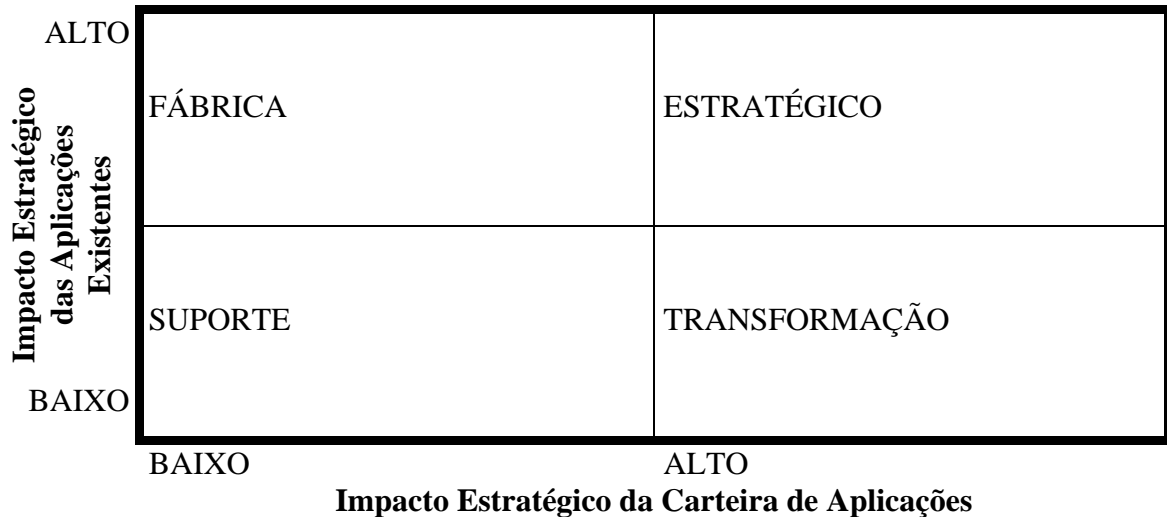 ALTO
Impacto Estratégico
das Aplicações
Existentes
FÁBRICA
ESTRATÉGICO
SUPORTE
TRANSFORMAÇÃO
BAIXO
BAIXO
ALTO
Impacto Estratégico da Carteira de Aplicações